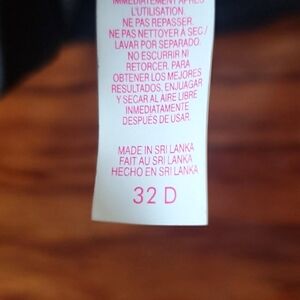 IMMEDIATEMENT APRÈS
L'UTILISATION.
NE PAS REPASSER.
NE PAS NETTOYER À SEC /
LAVAR POR SEPARADO.
NO ESCURRIR NI
RETORCER. PARA
OBTENER LOS MEJORES
RESULTADOS, ENJUAGAR
Y SECAR AL AIRE LIBRE
INMEDIATAMENTE
DESPUÉS DE USAR.
MADE IN SRI LANKA
FAIT AU SRI LANKA
HECHO EN SRI LANKA
32 D